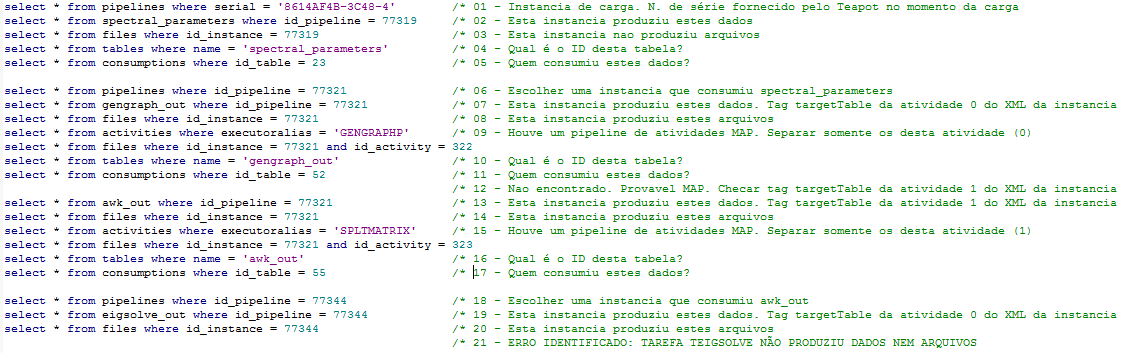 select * from pipelines where serial = '8614AF4B-3C48-4' /* 01 - Instancia de carga. N. de série fornecido pelo Teapot no momento da carga
select * from spectral_parameters where id_pipeline = 77319 /* 02 - Esta instancia produziu estes dados
select * from files where id_instance = 77319 /* 03 - Esta instancia nao produziu arquivos
select * from tables where name = 'spectral_parameters' /* 04 - Qual é o ID desta tabela?
select * from consumptions where id_table = 23 /* 05 - Quem consumiu estes dados?

select * from pipelines where id_pipeline = 77321 /* 06 - Escolher uma instancia que consumiu spectral_parameters
select * from gengraph_out where id_pipeline = 77321 /* 07 - Esta instancia produziu estes dados. Tag targetTable da atividade 0 do XML da instancia
select * from files where id_instance = 77321 /* 08 - Esta instancia produziu estes arquivos
select * from activities where executoralias = 'GENGRAPHP' /* 09 - Houve um pipeline de atividades MAP. Separar somente os desta atividade (0)
select * from files where id_instance = 77321 and id_activity = 322
select * from tables where name = 'gengraph_out' /* 10 - Qual é o ID desta tabela?
select * from consumptions where id_table = 52 /* 11 - Quem consumiu estes dados?
/* 12 - Nao encontrado. Provavel MAP. Checar tag targetTable da atividade 1 do XML da instancia
select * from awk_out where id_pipeline = 77321 /* 13 - Esta instancia produziu estes dados. Tag targetTable da atividade 1 do XML da instancia
select * from files where id_instance = 77321 /* 14 - Esta instancia produziu estes arquivos
select * from activities where executoralias = 'SPLTMATRIX' /* 15 - Houve um pipeline de atividades MAP. Separar somente os desta atividade (1)
select * from files where id_instance = 77321 and id_activity = 323
select * from tables where name = 'awk_out' /* 16 - Qual é o ID desta tabela?
select * from consumptions where id_table = 55 /* 17 - Quem consumiu estes dados?

select * from pipelines where id_pipeline = 77344 /* 18 - Escolher uma instancia que consumiu awk_out
select * from eigsolve_out where id_pipeline = 77344 /* 19 - Esta instancia produziu estes dados. Tag targetTable da atividade 0 do XML da instancia
select * from files where id_instance = 77344 /* 20 - Esta instancia produziu estes arquivos
/* 21 - ERRO IDENTIFICADO: TAREFA TEIGSOLVE NÃO PRODUZIU DADOS NEM ARQUIVOS